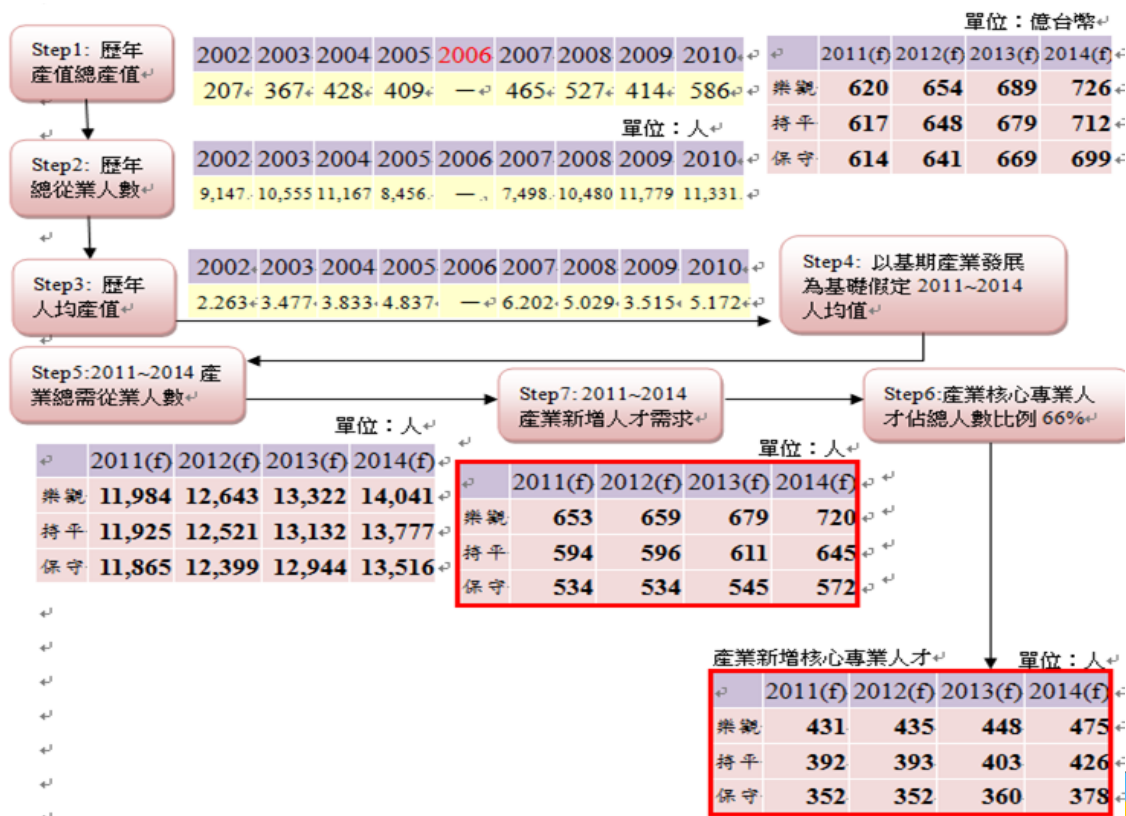 單位：億台幣
Step1: 歷年
產值總產值
2002 2003 2004 2005 2006 2007 2008 2009 2010
207 367 428 409 — 465 527 414 586
2011(f) 2012(f) 2013(f) 2014(f)
樂觀 620 654 689 726
持平 617 648 679 712
保守 614 641 669 699
單位：人
Step2: 歷年
總從業人數
2002 2003 2004 2005 2006 2007 2008 2009 2010
9,147 10,555 11,167 8,456 — 7,498 10,480 11,779 11,331
Step3: 歷年
人均產值
2002 2003 2004 2005 2006 2007 2008 2009 2010
2.263 3.477 3.833 4.837 — 6.202 5.029 3.515 5.172
Step4: 以基期產業發展
為基礎假定 2011~2014
人均值
Step5:2011~2014 產
業總需從業人數
Step7: 2011~2014
產業新增人才需求
Step6:產業核心專業人
才佔總人數比例 66%
單位：人
2011(f) 2012(f) 2013(f) 2014(f)
樂觀 11,984 12,643 13,322 14,041
持平 11,925 12,521 13,132 13,777
保守 11,865 12,399 12,944 13,516
單位：人
2011(f) 2012(f) 2013(f) 2014(f)
樂觀 653 659 679 720
持平 594 596 611 645
保守 534 534 545 572
產業新增核心專業人才 單位：人
2011(f) 2012(f) 2013(f) 2014(f)
樂觀 431 435 448 475
持平 392 393 403 426
保守 352 352 360 378